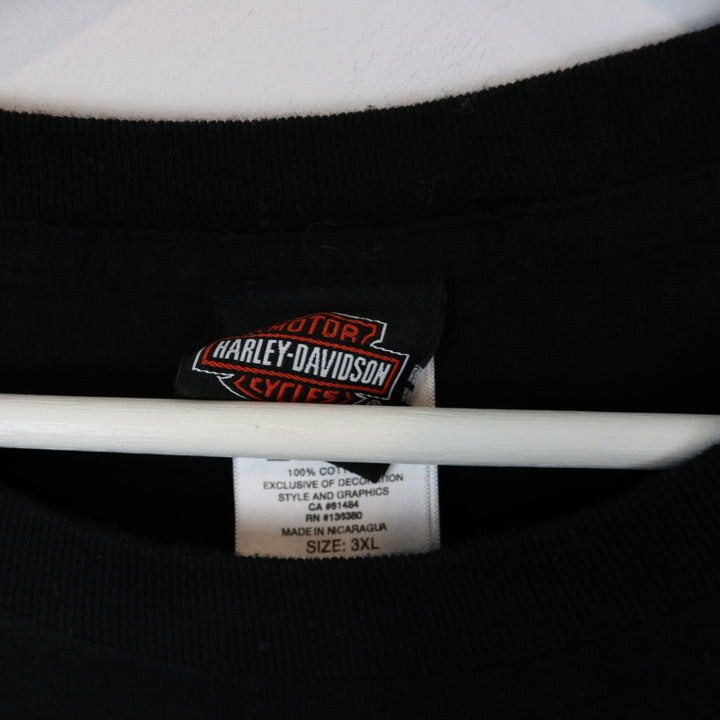 MOTOR
HARLEY-DAVIDSON
CYCLES
100% COT
EXCLUSIVE OF DECORATION
STYLE AND GRAPHICS
CA #61484
RN #136380
MADE IN NICARAGUA
SIZE: 3XL